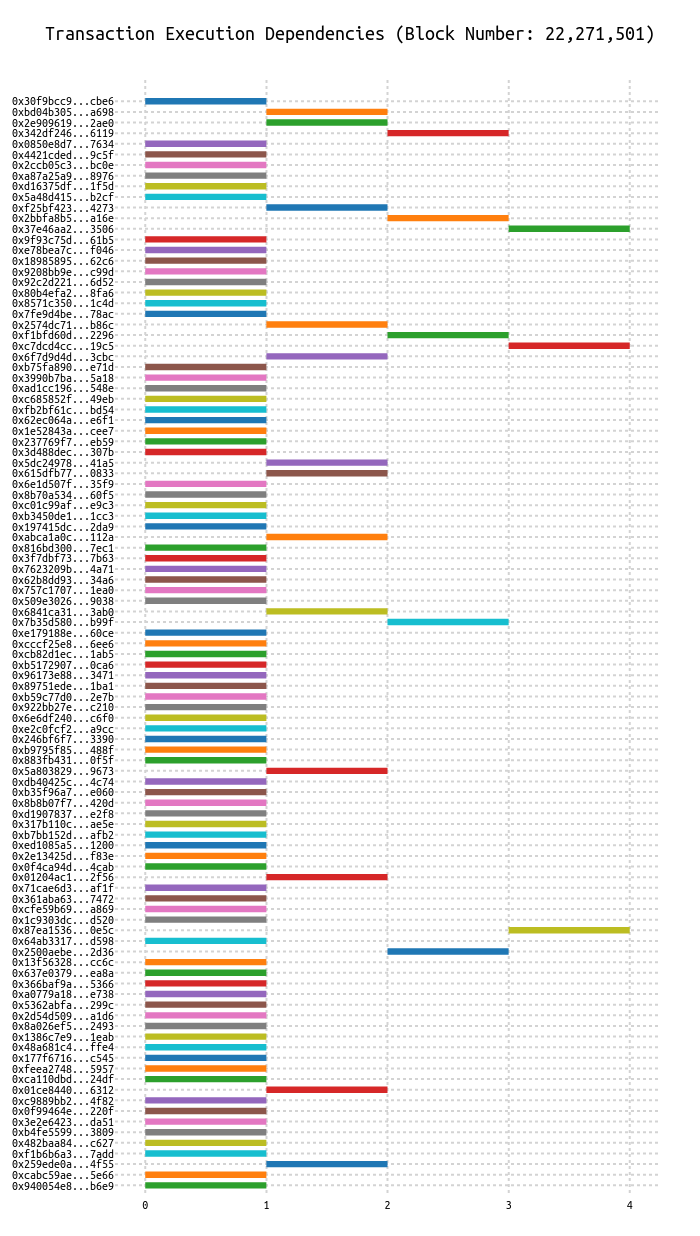 Transaction Execution Dependencies (Block Number: 22,271,501)
0x30f9bcc9...cbe6
0xbd04b305...a698
0x2e909619...2ae0
0x342df246...6119
0x0850e8d7...7634
0x4421cded...9c5f
0x2ccb05c3...bc0e
0xa87a25a9...8976
0xd16375df...1f5d
0x5a48d415...b2cf
0xf25bf423...4273
0x2bbfa8b5...a16e
0x37e46aa2...3506
0x9f93c75d...61b5
0xe78bea7c...f046
0x18985895...62c6
0x9208bb9e...c99d
0x92c2d221...6d52
0x80b4efa2...8fa6
0x8571c350...1c4d
0x7fe9d4be...78ac
0x2574dc71...b86c
0xf1bfd60d...2296
0xc7dcd4cc...19c5
0x6f7d9d4d...3cbc
0xb75fa890...e71d
0x3990b7ba...5a18
0xad1cc196...548e
0xc685852f...49eb
0xfb2bf61c...bd54
0x62ec064a...e6f1
0x1e52843a...cee7
0x237769f7...eb59
0x3d488dec...307b
0x5dc24978...41a5
0x615dfb77...0833
0x6e1d507f...35f9
0x8b70a534...60f5
0xc01c99af...e9c3
0xb3450de1...1cc3
0x197415dc...2da9
0xabca1a0c...112a
0x816bd300...7ec1
0x3f7dbf73...7b63
0x7623209b...4a71
0x62b8dd93...34a6
0x757c1707...1ea0
0x509e3026...9038
0x6841ca31...3ab0
0x7b35d580...b99f
0xe179188e...60ce
0xcccf25e8...6ee6
0xcb82d1ec...1ab5
0xb5172907...0ca6
0x96173e88...3471
0x89751ede...1ba1
0xb59c77d0...2e7b
0x922bb27e...c210
0x6e6df240...c6f0
0xe2c0fcf2...a9cc
0x246bf6f7...3390
0xb9795f85...488f
0x883fb431...0f5f
0x5a803829...9673
0xdb40425c...4c74
0xb35f96a7...e060
0x8b8b07f7...420d
0xd1907837...e2f8
0x317b110c...ae5e
0xb7bb152d...afb2
0xed1085a5...1200
0x2e13425d...f83e
0x0f4ca94d...4cab
0x01204ac1...2f56
0x71cae6d3...af1f
0x361aba63...7472
0xcfe59b69...a869
0x1c9303dc...d520
0x87ea1536...0e5c
0x64ab3317...d598
0x2500aebe...2d36
0x13f56328...cc6c
0x637e0379...ea8a
0x366baf9a...5366
0xa0779a18...e738
0x5362abfa...299c
0x2d54d509...a1d6
0x8a026ef5...2493
0x1386c7e9...1eab
0x48a681c4...ffe4
0x177f6716...c545
0xfeea2748...5957
0xca110dbd...24df
0x01ce8440...6312
0xc9889bb2...4f82
0x0f99464e...220f
0x3e2e6423...da51
0xb4fe5599...3809
0x482baa84...c627
0xf1b6b6a3...7add
0x259ede0a...4f55
0xcabc59ae...5e66
0x940054e8...b6e9
0 1 2 3 4